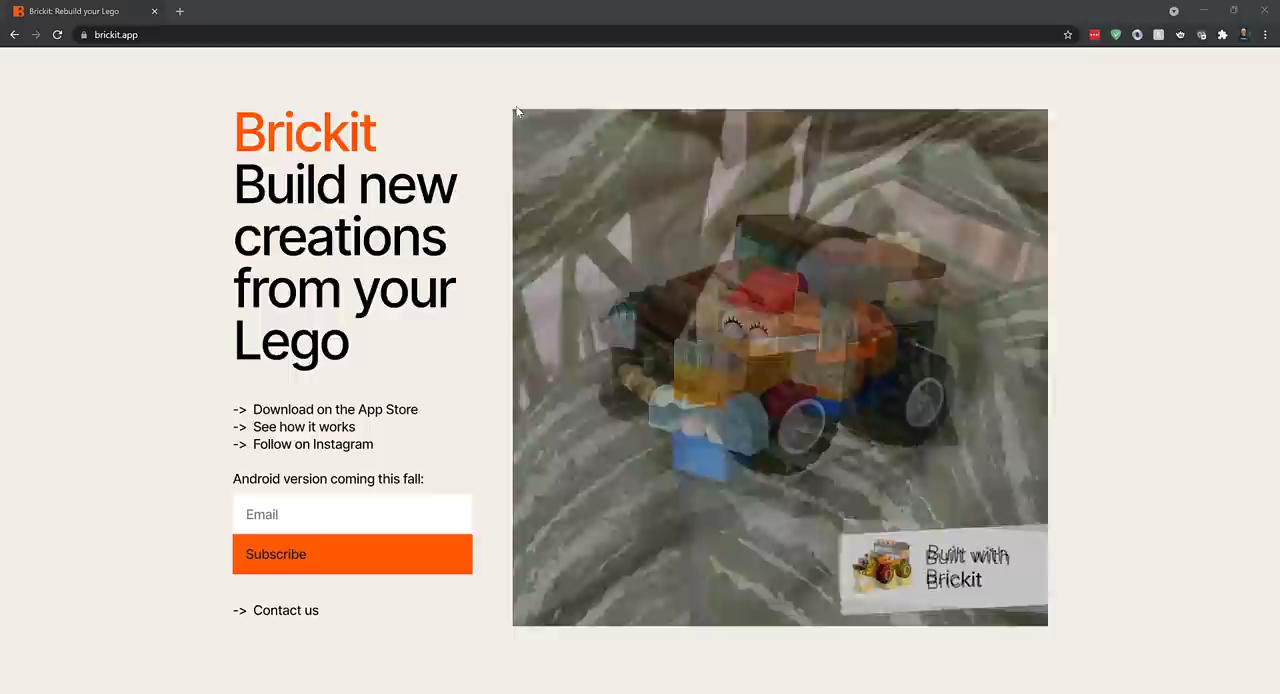 Brickit: Rebuild your Lego
brickit.app
Brickit
Build new
creations
from your
Lego
-> Download on the App Store
-> See how it works
-> Follow on Instagram
Android version coming this fall:
Email
Subscribe
-> Contact us
Built with
Brickit